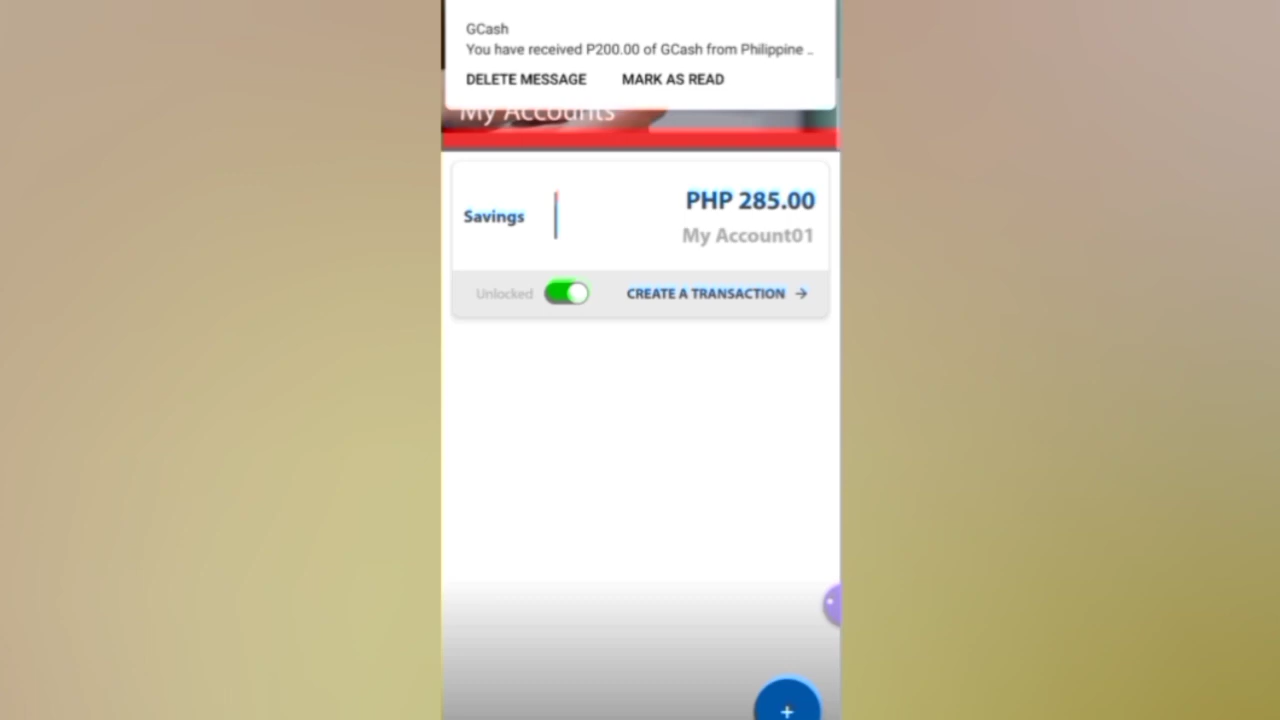 GCash
You have received P200.00 of GCash from Philippine ..
DELETE MESSAGE MARK AS READ
My Accounts
Savings
PHP 285.00
My Account01
Unlocked
CREATE A TRANSACTION →
+